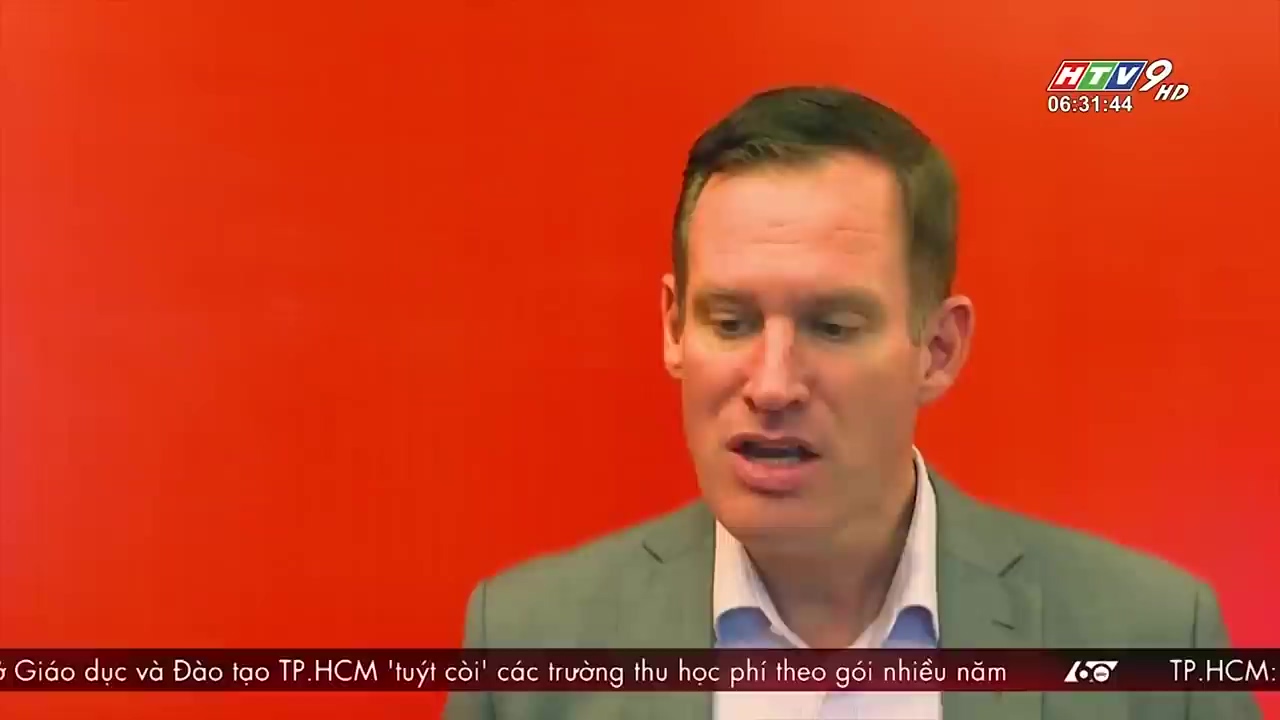 HTV9 HD
06:31:44
ở Giáo dục và Đào tạo TP.HCM 'tuýt còi' các trường thu học phí theo gói nhiều năm 60 TP.HCM: